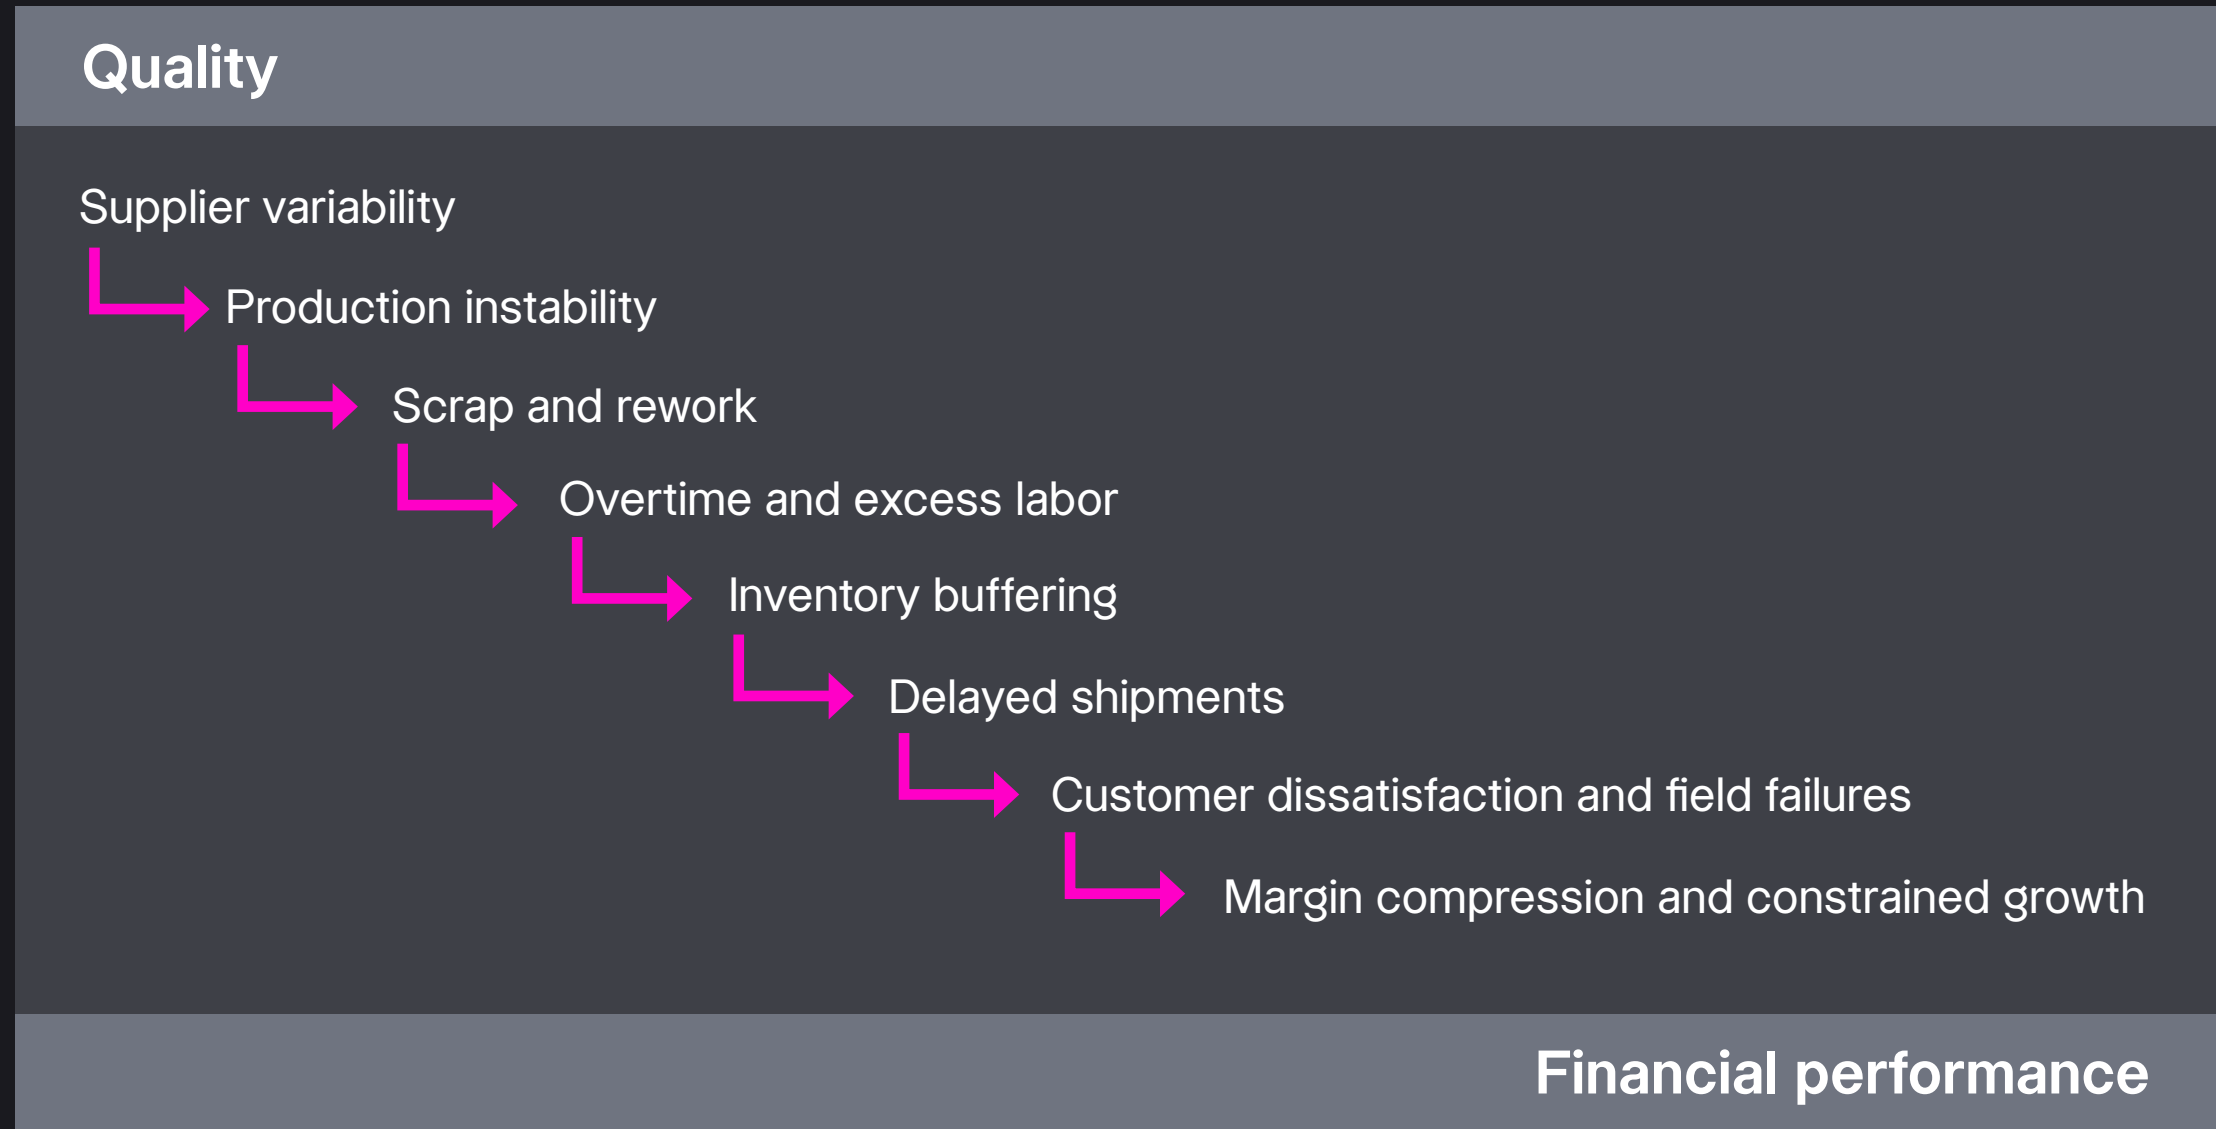 Quality
Supplier variability
Production instability
Scrap and rework
Overtime and excess labor
Inventory buffering
Delayed shipments
Customer dissatisfaction and field failures
Margin compression and constrained growth
Financial performance